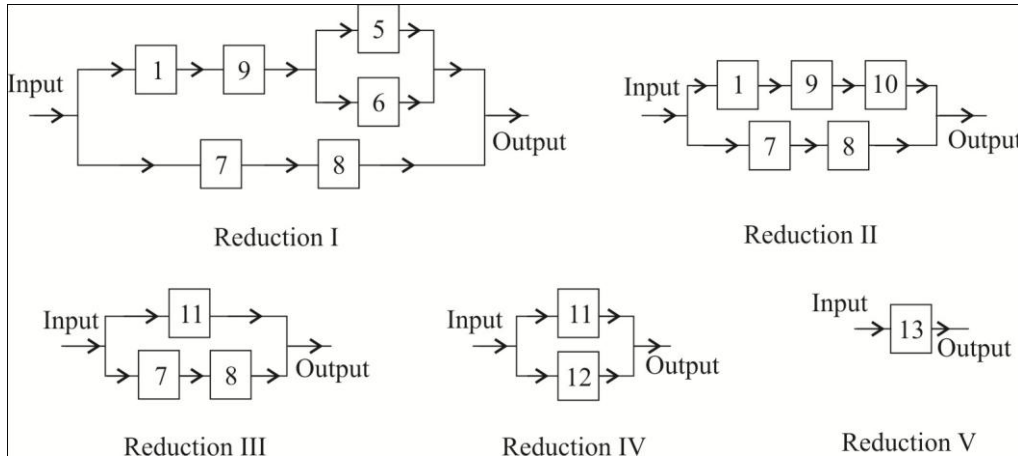 5
Input
1
9
6
7
8
Output
Reduction I
Input
1
9
10
7
8
Output
Reduction II
Input
11
7
8
Output
Reduction III
Input
11
12
Output
Reduction IV
Input
13
Output
Reduction V